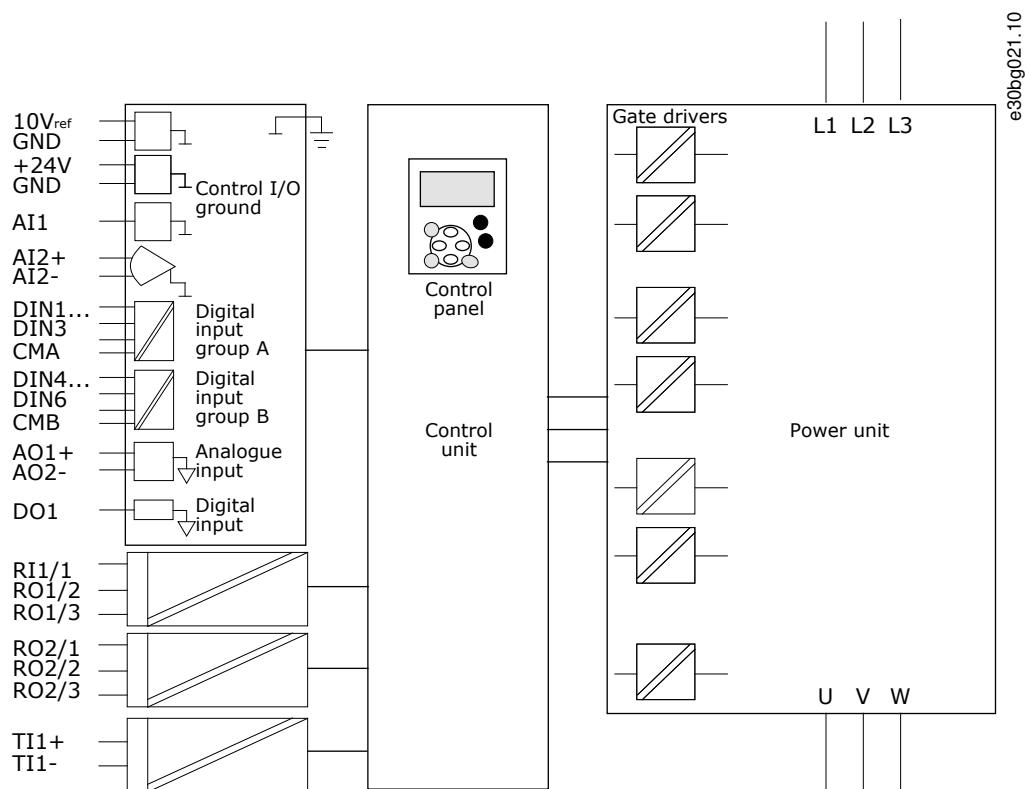 e30bg021.10
10Vref
GND
+24V
GND
Control I/O
ground
AI1
AI2+
AI2-
DIN1...
DIN3
CMA
Digital
input
group A
DIN4...
DIN6
CMB
Digital
input
group B
AO1+
AO2-
Analogue
input
DO1
Digital
input
RI1/1
RO1/2
RO1/3
RO2/1
RO2/2
RO2/3
TI1+
TI1-
Control
panel
Control
unit
Gate drivers
L1 L2 L3
Power unit
U V W